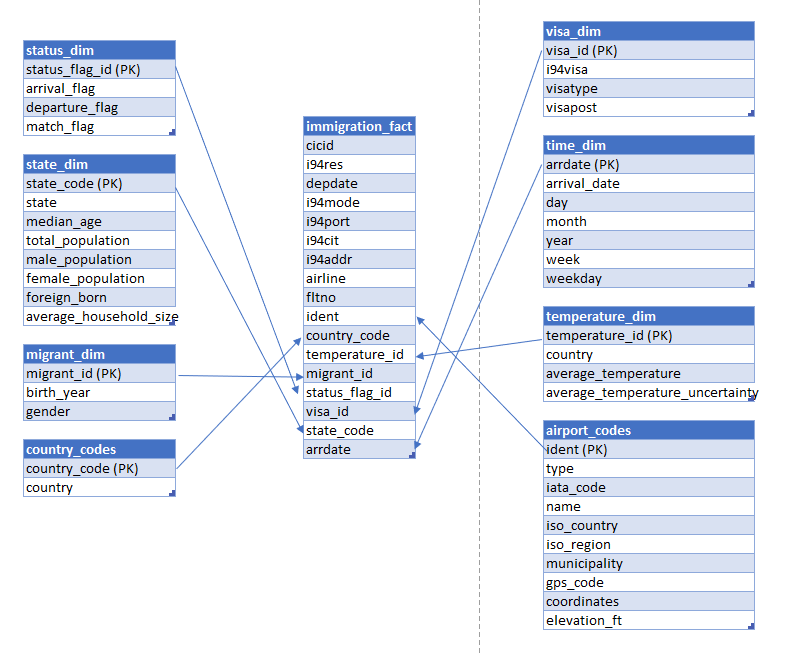 status_dim
status_flag_id (PK)
arrival_flag
departure_flag
match_flag
state_dim
state_code (PK)
state
median_age
total_population
male_population
female_population
foreign_born
average_household_size
migrant_dim
migrant_id (PK)
birth_year
gender
country_codes
country_code (PK)
country
immigration_fact
cicid
i94res
depdate
i94mode
i94port
i94cit
i94addr
airline
fltno
ident
country_code
temperature_id
migrant_id
status_flag_id
visa_id
state_code
arrdate
visa_dim
visa_id (PK)
i94visa
visatype
visapost
time_dim
arrdate (PK)
arrival_date
day
month
year
week
weekday
temperature_dim
temperature_id (PK)
country
average_temperature
average_temperature_uncertainty
airport_codes
ident (PK)
type
iata_code
name
iso_country
iso_region
municipality
gps_code
coordinates
elevation_ft